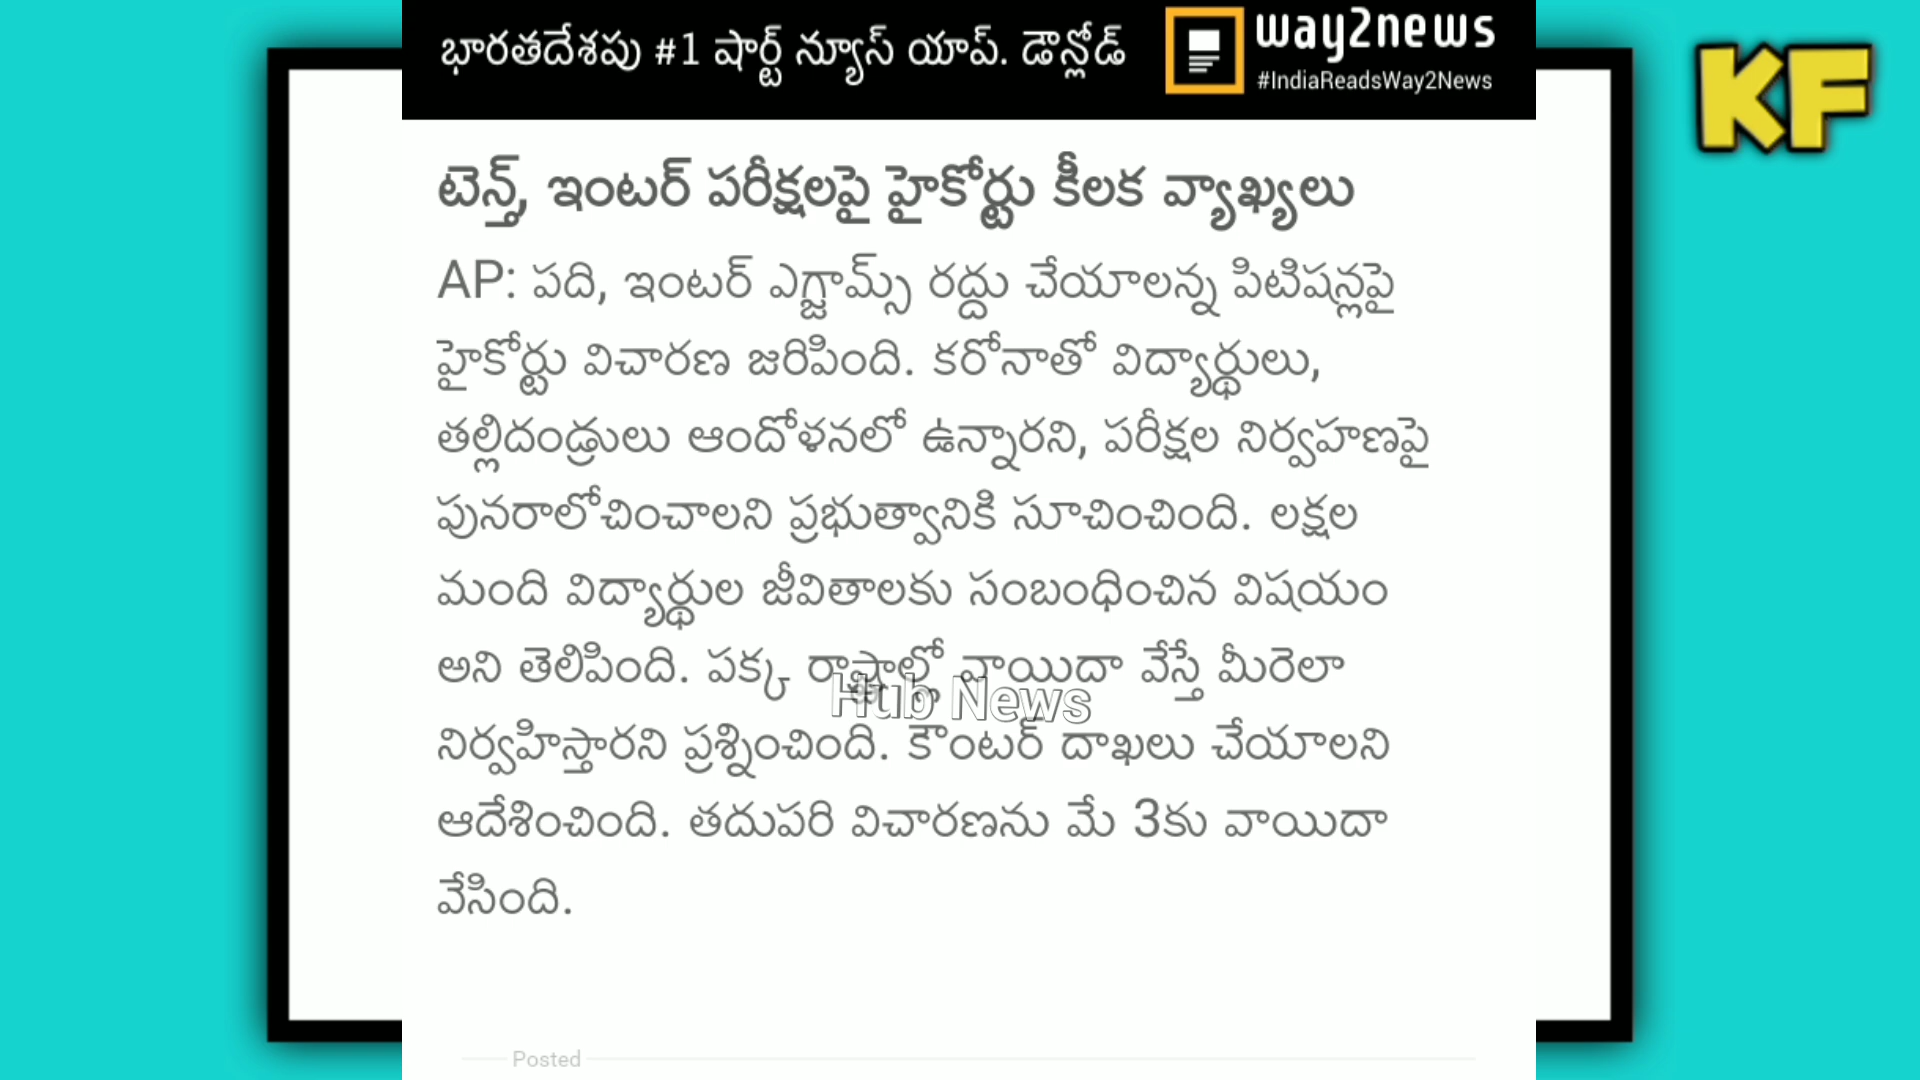 భారతదేశపు #1 షార్ట్ న్యూస్ యాప్. డౌన్లోడ్
way2news
#IndiaReadsWay2News
KF
టెన్త్, ఇంటర్ పరీక్షలపై హైకోర్టు కీలక వ్యాఖ్యలు
AP: పది, ఇంటర్ ఎగ్జామ్స్ రద్దు చేయాలన్న పిటిషన్లపై
హైకోర్టు విచారణ జరిపింది. కరోనాతో విద్యార్థులు,
తల్లిదండ్రులు ఆందోళనలో ఉన్నారని, పరీక్షల నిర్వహణపై
పునరాలోచించాలని ప్రభుత్వానికి సూచించింది. లక్షల
మంది విద్యార్థుల జీవితాలకు సంబంధించిన విషయం
అని తెలిపింది. పక్క రాష్ట్రాల్లో వాయిదా వేస్తే మీరెలా
Hub News
నిర్వహిస్తారని ప్రశ్నించింది. కౌంటర్ దాఖలు చేయాలని
ఆదేశించింది. తదుపరి విచారణను మే 3కు వాయిదా
వేసింది.
Posted